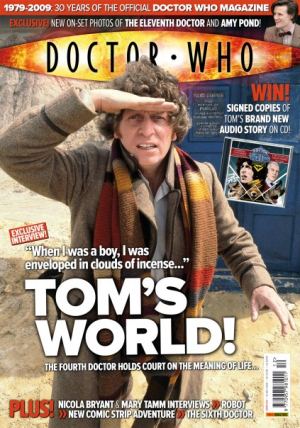 1979-2009: 30 YEARS OF THE OFFICIAL DOCTOR WHO MAGAZINE
EXCLUSIVE! NEW ON-SET PHOTOS OF THE ELEVENTH DOCTOR AND AMY POND!
DOCTOR • WHO
WIN!
SIGNED COPIES OF
TOM'S BRAND NEW
AUDIO STORY ON CD!
EXCLUSIVE
INTERVIEW!
"When I was a boy, I was
enveloped in clouds of incense..."
TOM'S
WORLD!
THE FOURTH DOCTOR HOLDS COURT ON THE MEANING OF LIFE...
PLUS! NICOLA BRYANT & MARY TAMM INTERVIEWS » ROBOT
» NEW COMIC STRIP ADVENTURE » THE SIXTH DOCTOR